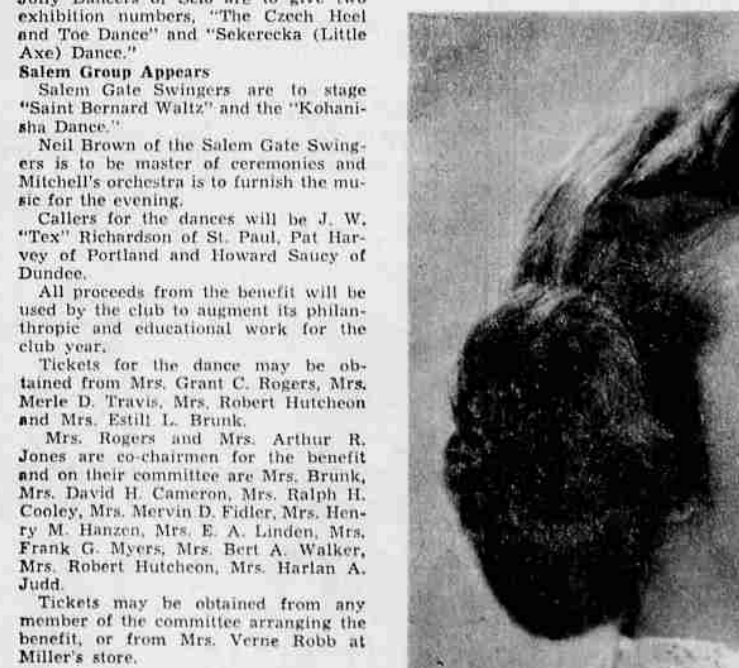 Jolly Dancers of Scio are to give two
exhibition numbers, "The Czech Heel
and Toe Dance" and "Sekerecka (Little
Axe) Dance."
Salem Group Appears
Salem Gate Swingers are to stage
"Saint Bernard Waltz" and the "Kohani-
sha Dance."
Neil Brown of the Salem Gate Swing-
ers is to be master of ceremonies and
Mitchell's orchestra is to furnish the mu-
sic for the evening.
Callers for the dances will be J. W.
"Tex" Richardson of St. Paul, Pat Har-
vey of Portland and Howard Saucy of
Dundee.
All proceeds from the benefit will be
used by the club to augment its philan-
thropic and educational work for the
club year.
Tickets for the dance may be ob-
tained from Mrs. Grant C. Rogers, Mrs.
Merle D. Travis, Mrs. Robert Hutcheon
and Mrs. Estill L. Brunk.
Mrs. Rogers and Mrs. Arthur R.
Jones are co-chairmen for the benefit
and on their committee are Mrs. Brunk,
Mrs. David H. Cameron, Mrs. Ralph H.
Cooley, Mrs. Mervin D. Fidler, Mrs. Hen-
ry M. Hanzen, Mrs. E. A. Linden, Mrs.
Frank G. Myers, Mrs. Bert A. Walker,
Mrs. Robert Hutcheon, Mrs. Harlan A.
Judd.
Tickets may be obtained from any
member of the committee arranging the
benefit, or from Mrs. Verne Robb at
Miller's store.